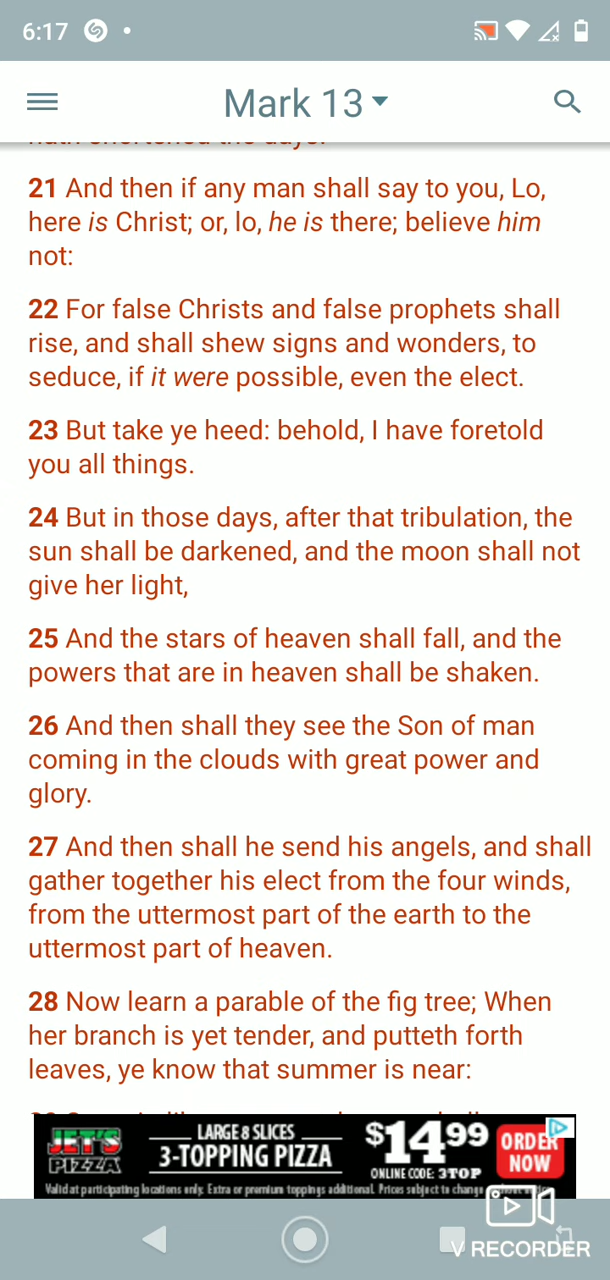 6:17
Mark 13
hath shortened the days.
21 And then if any man shall say to you, Lo,
here is Christ; or, lo, he is there; believe him
not:
22 For false Christs and false prophets shall
rise, and shall shew signs and wonders, to
seduce, if it were possible, even the elect.
23 But take ye heed: behold, I have foretold
you all things.
24 But in those days, after that tribulation, the
sun shall be darkened, and the moon shall not
give her light,
25 And the stars of heaven shall fall, and the
powers that are in heaven shall be shaken.
26 And then shall they see the Son of man
coming in the clouds with great power and
glory.
27 And then shall he send his angels, and shall
gather together his elect from the four winds,
from the uttermost part of the earth to the
uttermost part of heaven.
28 Now learn a parable of the fig tree; When
her branch is yet tender, and putteth forth
leaves, ye know that summer is near:
JET'S
PIZZA
LARGE 8 SLICES
3-TOPPING PIZZA
$14.99
ONLINE CODE: 3TOP
ORDER
NOW
Valid at participating locations only. Extra or premium toppings additional. Prices subject to change
V RECORDER